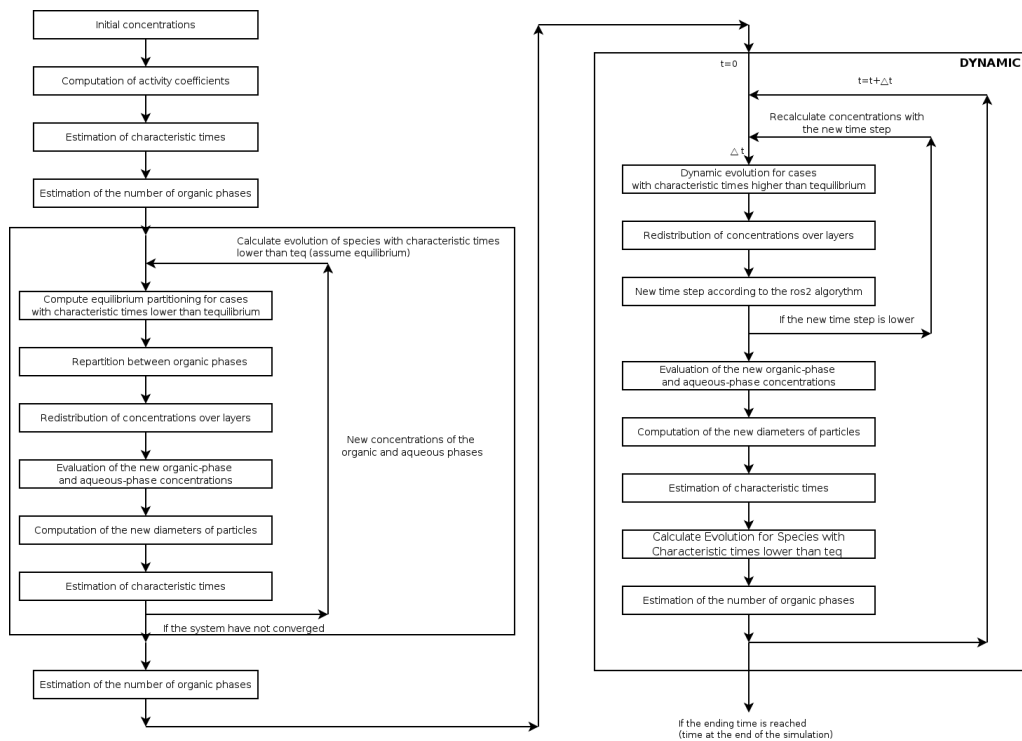 Initial concentrations
Computation of activity coefficients
Estimation of characteristic times
Estimation of the number of organic phases
Calculate evolution of species with characteristic times
lower than teq (assume equilibrium)
Compute equilibrium partitioning for cases
with characteristic times lower than tequilibrium
Repartition between organic phases
Redistribution of concentrations over layers
Evaluation of the new organic-phase
and aqueous-phase concentrations
Computation of the new diameters of particles
Estimation of characteristic times
New concentrations of the
organic and aqueous phases
If the system have not converged
Estimation of the number of organic phases
DYNAMIC
t=0
t=t+△t
Recalculate concentrations with
the new time step
△ t
Dynamic evolution for cases
with characteristic times higher than tequilibrium
Redistribution of concentrations over layers
New time step according to the ros2 algorythm
If the new time step is lower
Evaluation of the new organic-phase
and aqueous-phase concentrations
Computation of the new diameters of particles
Estimation of characteristic times
Calculate Evolution for Species with
Characteristic times lower than teq
Estimation of the number of organic phases
If the ending time is reached
(time at the end of the simulation)